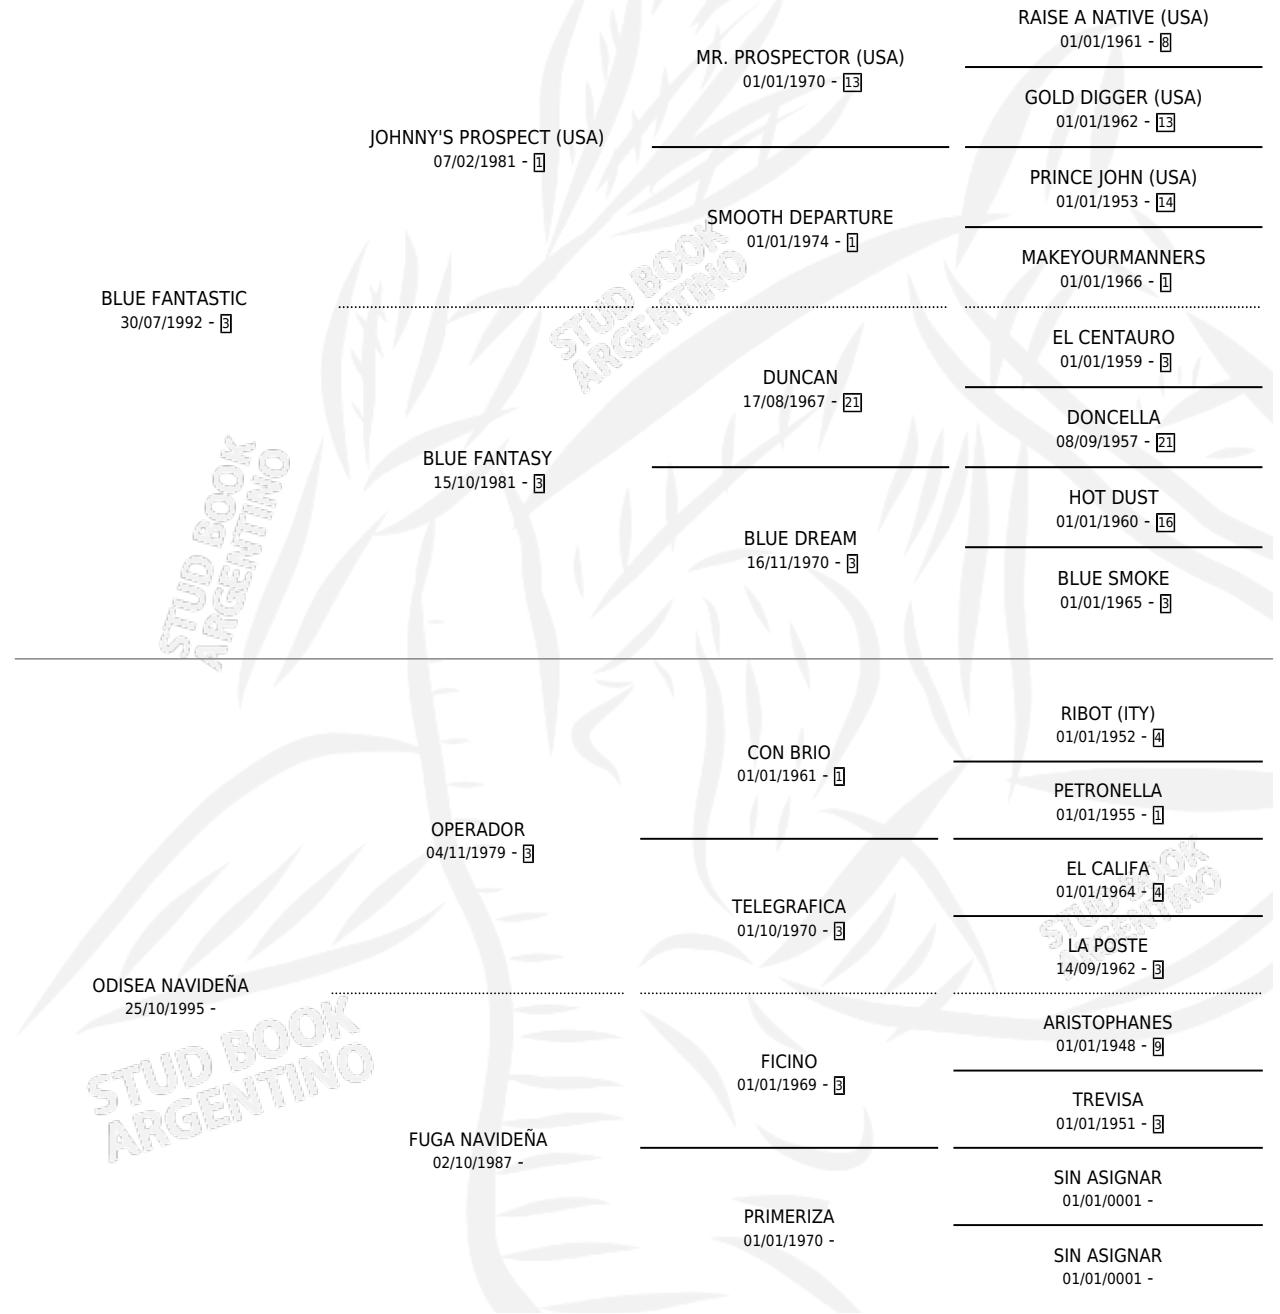 RAISE A NATIVE (USA)
01/01/1961 - 8
MR. PROSPECTOR (USA)
01/01/1970 - 13
GOLD DIGGER (USA)
01/01/1962 - 13
JOHNNY'S PROSPECT (USA)
07/02/1981 - 1
PRINCE JOHN (USA)
01/01/1953 - 14
SMOOTH DEPARTURE
01/01/1974 - 1
MAKEYOURMANNERS
01/01/1966 - 1
BLUE FANTASTIC
30/07/1992 - 3
EL CENTAURO
01/01/1959 - 3
DUNCAN
17/08/1967 - 21
DONCELLA
08/09/1957 - 21
BLUE FANTASY
15/10/1981 - 3
HOT DUST
01/01/1960 - 16
BLUE DREAM
16/11/1970 - 3
BLUE SMOKE
01/01/1965 - 3
STUD BOOK
ARGENTINO
STUD BOOK
ARGENTINO
RIBOT (ITY)
01/01/1952 - 4
CON BRIO
01/01/1961 - 1
PETRONELLA
01/01/1955 - 1
OPERADOR
04/11/1979 - 3
EL CALIFA
01/01/1964 - 4
TELEGRAFICA
01/10/1970 - 3
LA POSTE
14/09/1962 - 3
ODISEA NAVIDEÑA
25/10/1995 -
ARISTOPHANES
01/01/1948 - 9
FICINO
01/01/1969 - 3
TREVISA
01/01/1951 - 3
FUGA NAVIDEÑA
02/10/1987 -
SIN ASIGNAR
01/01/0001 -
PRIMERIZA
01/01/1970 -
SIN ASIGNAR
01/01/0001 -
STUD BOOK
ARGENTINO
STUD BOOK
ARGENTINO